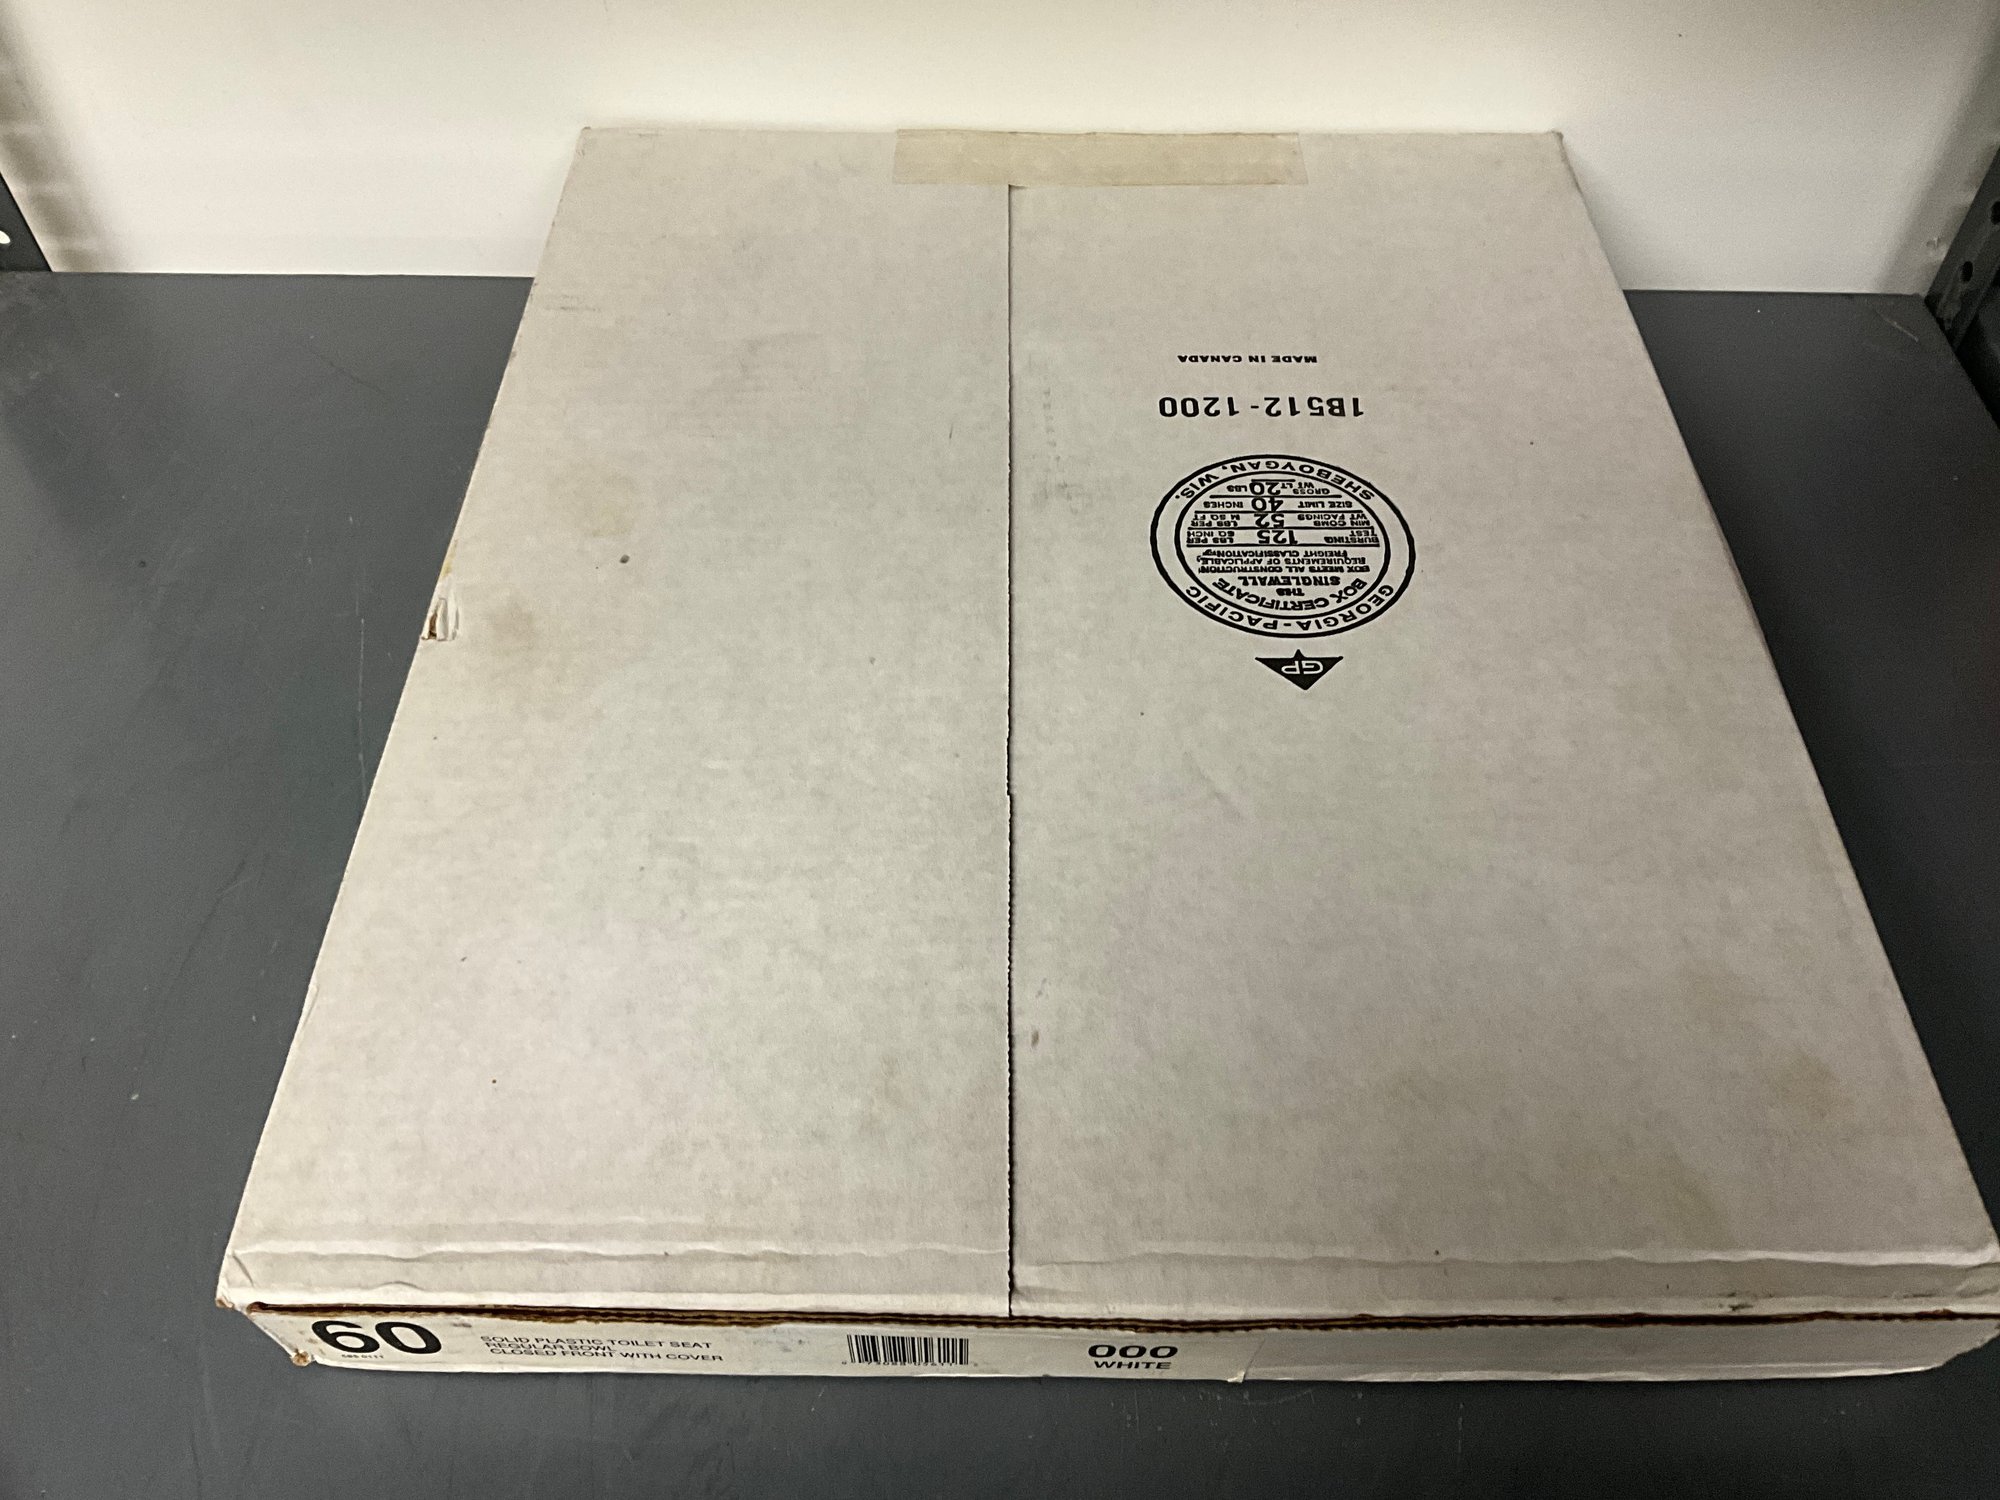 MADE IN CANADA
1B512-1200
GP
GEORGIA-PACIFIC
BOX CERTIFICATE
THIS
SINGLEWALL
BOX MEETS ALL CONSTRUCTION
REQUIREMENTS OF APPLICABLE
FREIGHT CLASSIFICATION
BURSTING TEST 125 LBS PER SQ INCH
MIN COMB WT FACINGS 52 LBS PER M SQ FT
SIZE LIMIT 40 INCHES
GROSS WT LT 20 LBS
SHEBOYGAN, WIS.
60
SOLID PLASTIC TOILET SEAT
REGULAR BOWL
CLOSED FRONT WITH COVER
000
WHITE